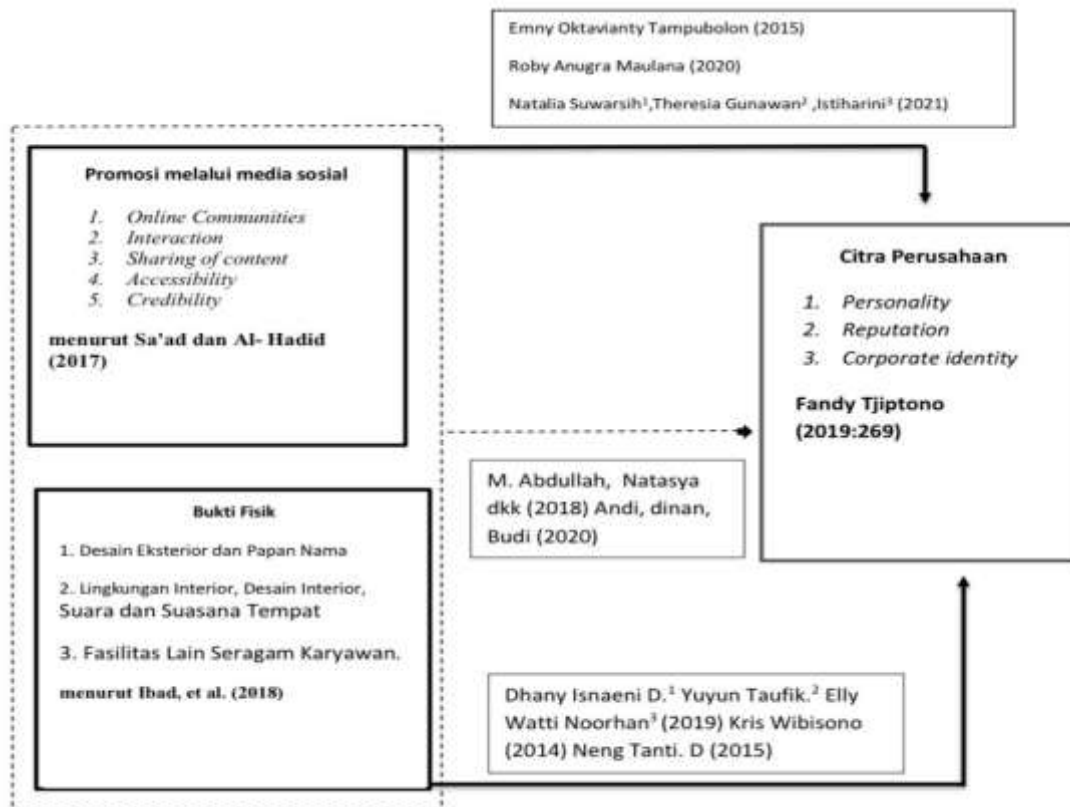 Emny Oktavianty Tampubolon (2015)
Roby Anugra Maulana (2020)
Natalia Suwarsih¹,Theresia Gunawan² ,Istiharini³ (2021)
Promosi melalui media sosial
1. Online Communities
2. Interaction
3. Sharing of content
4. Accessibility
5. Credibility
menurut Sa'ad dan Al- Hadid
(2017)
Citra Perusahaan
1. Personality
2. Reputation
3. Corporate identity
Fandy Tjiptono
(2019:269)
M. Abdullah, Natasya
dkk (2018) Andi, dinan,
Budi (2020)
Bukti Fisik
1. Desain Eksterior dan Papan Nama
2. Lingkungan Interior, Desain Interior,
Suara dan Suasana Tempat
3. Fasilitas Lain Seragam Karyawan.
menurut Ibad, et al. (2018)
Dhany Isnaeni D.¹ Yuyun Taufik.² Elly
Watti Noorhan³ (2019) Kris Wibisono
(2014) Neng Tanti. D (2015)